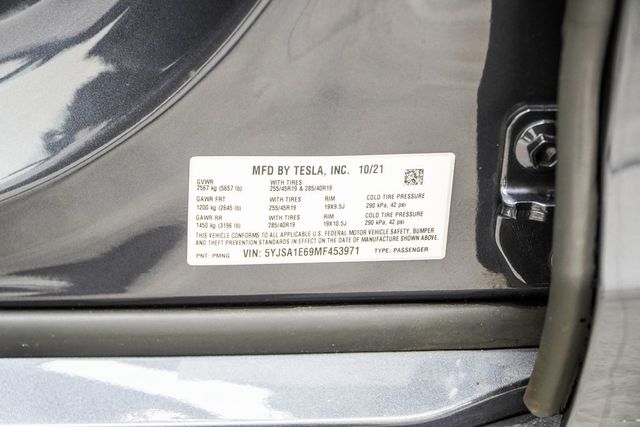 MFD BY TESLA, INC. 10/21
GVWR WITH TIRES
2567 kg (5657 lb) 255/45R19 & 285/40R19
GAWR FRT WITH TIRES RIM COLD TIRE PRESSURE
1200 kg (2645 lb) 255/45R19 19X9.5J 290 kPa, 42 psi
GAWR RR WITH TIRES RIM COLD TIRE PRESSURE
1450 kg (3196 lb) 285/40R19 19X10.5J 290 kPa, 42 psi
THIS VEHICLE CONFORMS TO ALL APPLICABLE U.S. FEDERAL MOTOR VEHICLE SAFETY, BUMPER
AND THEFT PREVENTION STANDARDS IN EFFECT ON THE DATE OF MANUFACTURE SHOWN ABOVE.
PNT: PMNG VIN: 5YJSA1E69MF453971 TYPE: PASSENGER